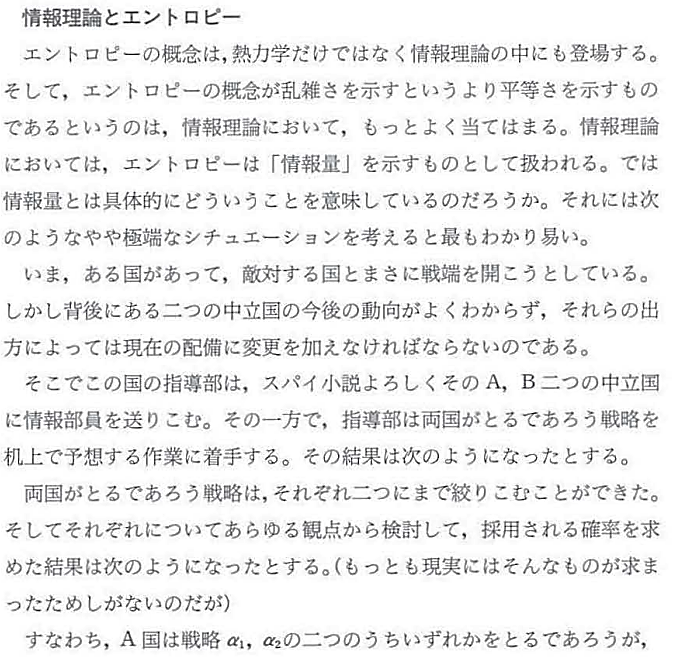 情報理論とエントロピー
エントロピーの概念は,熱力学だけではなく情報理論の中にも登場する。
そして，エントロピーの概念が乱雑さを示すというより平等さを示すもの
であるというのは，情報理論において，もっとよく当てはまる。情報理論
においては，エントロピーは「情報量」を示すものとして扱われる。では
情報量とは具体的にどういうことを意味しているのだろうか。それには次
のようなやや極端なシチュエーションを考えると最もわかり易い。
いま，ある国があって，敵対する国とまさに戦端を開こうとしている。
しかし背後にある二つの中立国の今後の動向がよくわからず，それらの出
方によっては現在の配備に変更を加えなければならないのである。
そこでこの国の指導部は，スパイ小説よろしくその A，B 二つの中立国
に情報部員を送りこむ。その一方で，指導部は両国がとるであろう戦略を
机上で予想する作業に着手する。その結果は次のようになったとする。
両国がとるであろう戦略は,それぞれ二つにまで絞りこむことができた。
そしてそれぞれについてあらゆる観点から検討して，採用される確率を求
めた結果は次のようになったとする。(もっとも現実にはそんなものが求ま
ったためしがないのだが)
すなわち，A 国は戦略 α₁，α₂の二つのうちいずれかをとるであろうが，